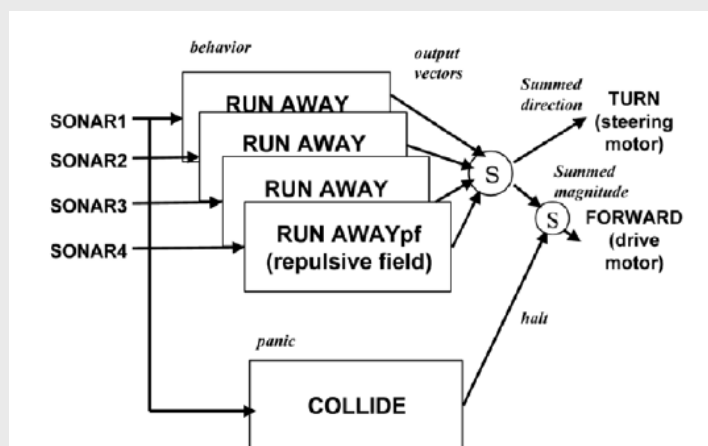 behavior
output
vectors
RUN AWAY
SONAR1
RUN AWAY
SONAR2
RUN AWAY
SONAR3
RUN AWAYpf
(repulsive field)
SONAR4
S
Summed
direction
TURN
(steering
motor)
Summed
magnitude
S
FORWARD
(drive
motor)
halt
panic
COLLIDE